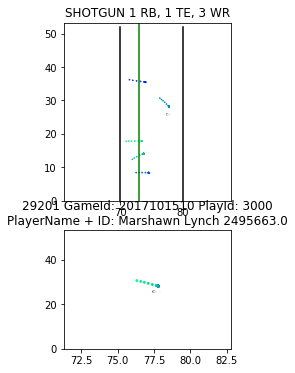 SHOTGUN 1 RB, 1 TE, 3 WR
50
40
30
20
10
0
70 80
29201 GameId: 2017101510 PlayId: 3000
PlayerName + ID: Marshawn Lynch 2495663.0
40
20
0
72.5 75.0 77.5 80.0 82.5